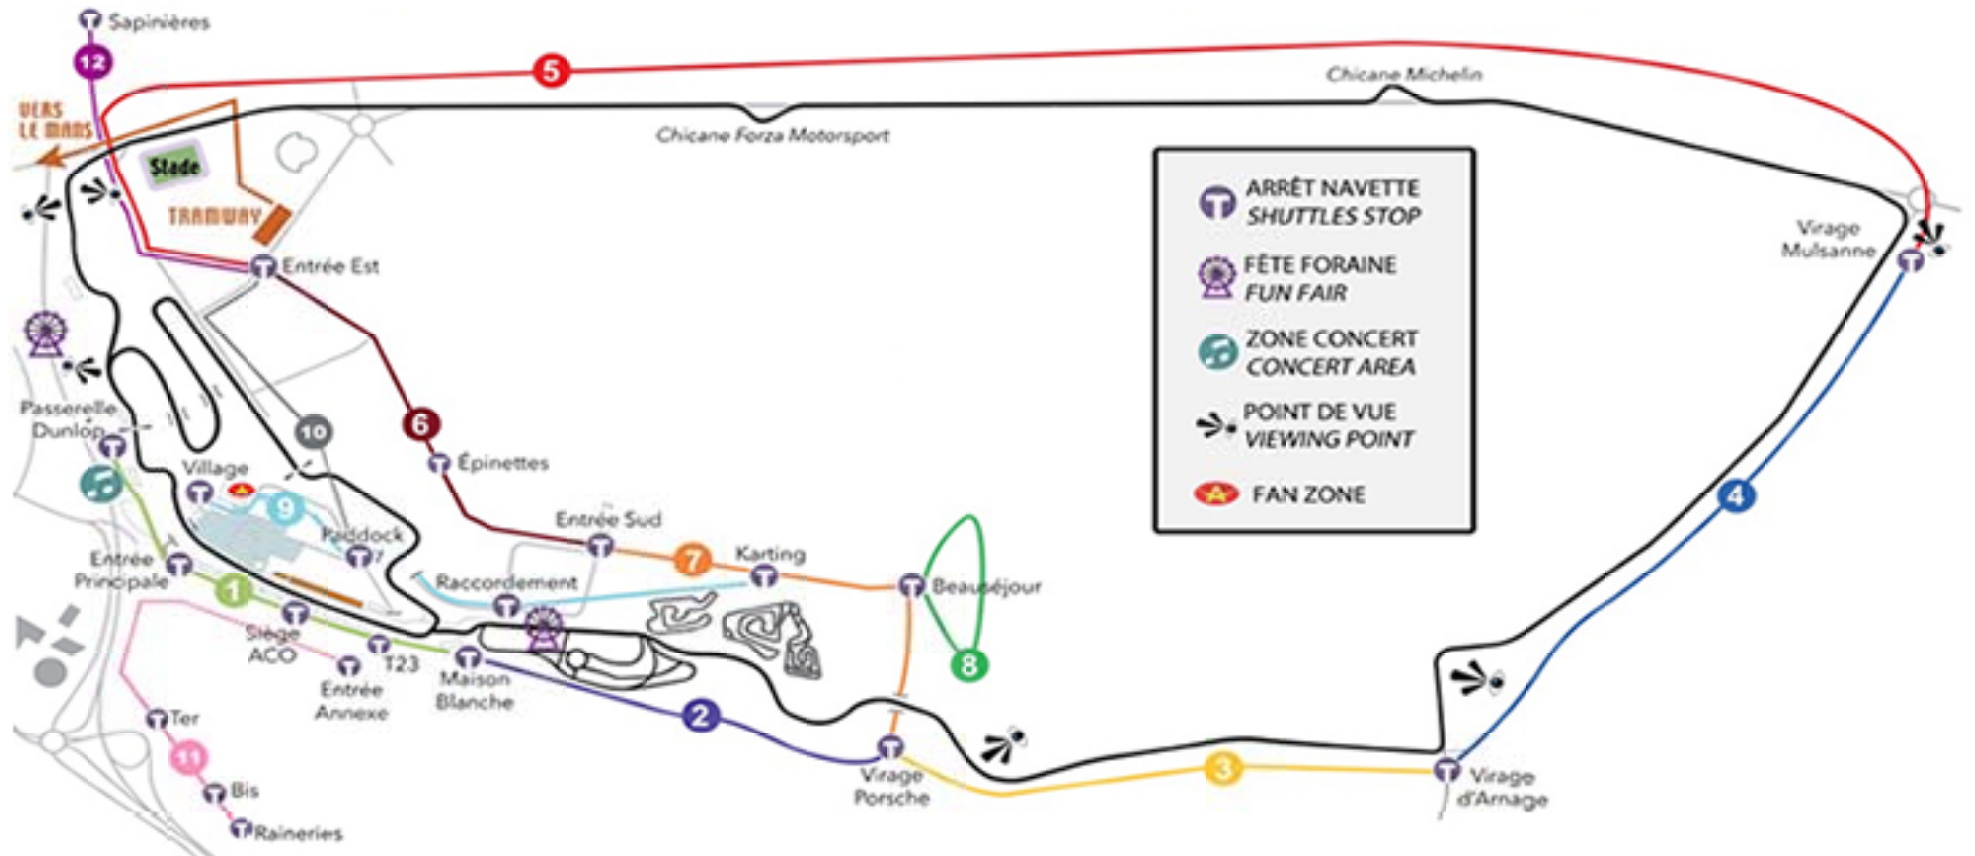 Sapinières
12
5
Chicane Michelin
VERS
LE MANS
Chicane Forza Motorsport
Stade
TRAMWAY
Entrée Est
ARRÊT NAVETTE
SHUTTLES STOP
FÊTE FORAINE
FUN FAIR
ZONE CONCERT
CONCERT AREA
POINT DE VUE
VIEWING POINT
FAN ZONE
Virage
Mulsanne
Passerelle
Dunlop
10
6
Épinettes
Village
9
4
Paddock
Entrée Sud
7
Karting
Entrée
Principale
1
Raccordement
Beauséjour
Siège
ACO
T23
8
Entrée
Annexe
Maison
Blanche
2
Ter
11
Bis
Raineries
Virage
Porsche
3
Virage
d'Arnage